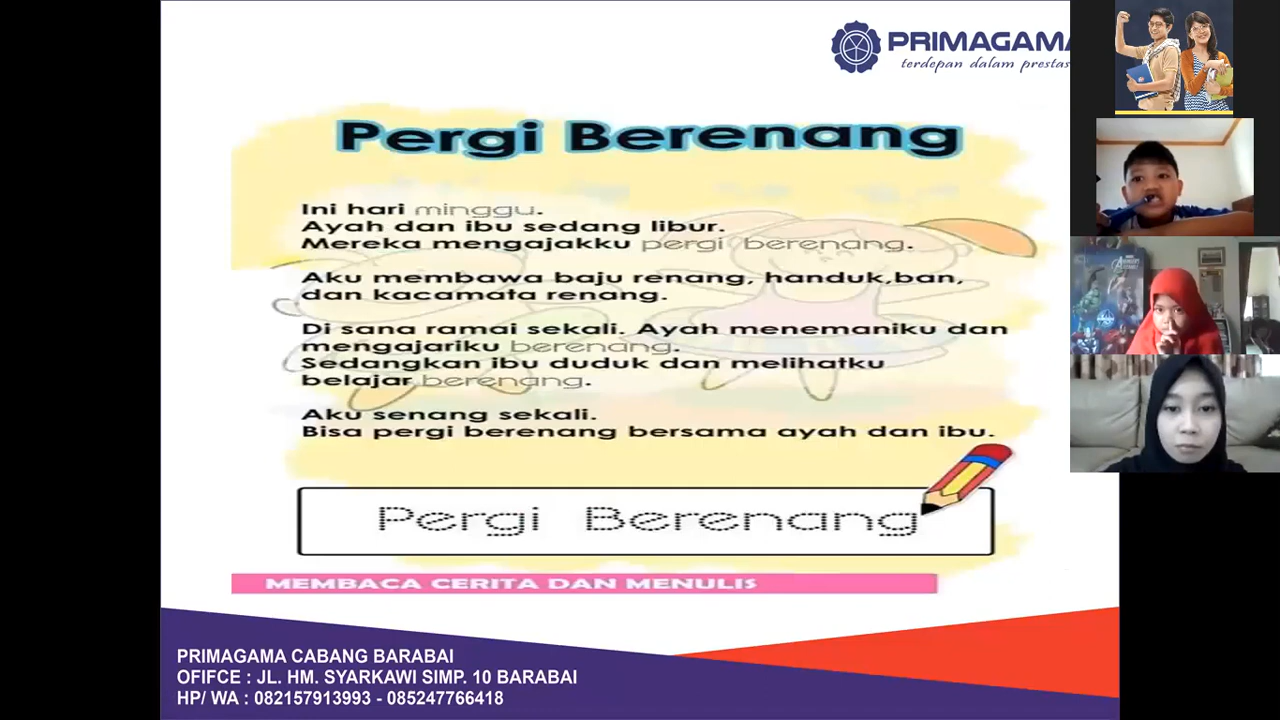 PRIMAGAMA
terdepan dalam prestas
Pergi Berenang
Ini hari minggu.
Ayah dan ibu sedang libur.
Mereka mengajakku pergi berenang.
Aku membawa baju renang, handuk,ban,
dan kacamata renang.
Di sana ramai sekali. Ayah menemaniku dan
mengajariku berenang.
Sedangkan ibu duduk dan melihatku
belajar berenang.
Aku senang sekali.
Bisa pergi berenang bersama ayah dan ibu.
Pergi Berenang
MEMBACA CERITA DAN MENULIS
PRIMAGAMA CABANG BARABAI
OFIFCE : JL. HM. SYARKAWI SIMP. 10 BARABAI
HP/ WA : 082157913993 - 085247766418